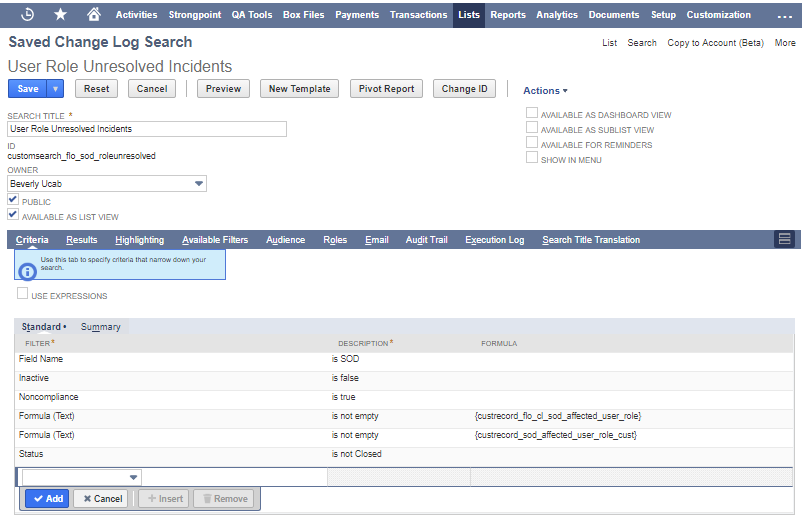 Activities Strongpoint QA Tools Box Files Payments Transactions Lists Reports Analytics Documents Setup Customization ...
Saved Change Log Search List Search Copy to Account (Beta) More
User Role Unresolved Incidents
Save Reset Cancel Preview New Template Pivot Report Change ID Actions
SEARCH TITLE *
User Role Unresolved Incidents
ID
customsearch_flo_sod_roleunresolved
OWNER
Beverly Ucab
PUBLIC
AVAILABLE AS LIST VIEW
AVAILABLE AS DASHBOARD VIEW
AVAILABLE AS SUBLIST VIEW
AVAILABLE FOR REMINDERS
SHOW IN MENU
Criteria Results Highlighting Available Filters Audience Roles Email Audit Trail Execution Log Search Title Translation
Use this tab to specify criteria that narrow down your
search.
USE EXPRESSIONS
Standard • Summary
FILTER * DESCRIPTION * FORMULA
Field Name is SOD
Inactive is false
Noncompliance is true
Formula (Text) is not empty {custrecord_flo_cl_sod_affected_user_role}
Formula (Text) is not empty {custrecord_sod_affected_user_role_cust}
Status is not Closed
Add Cancel Insert Remove